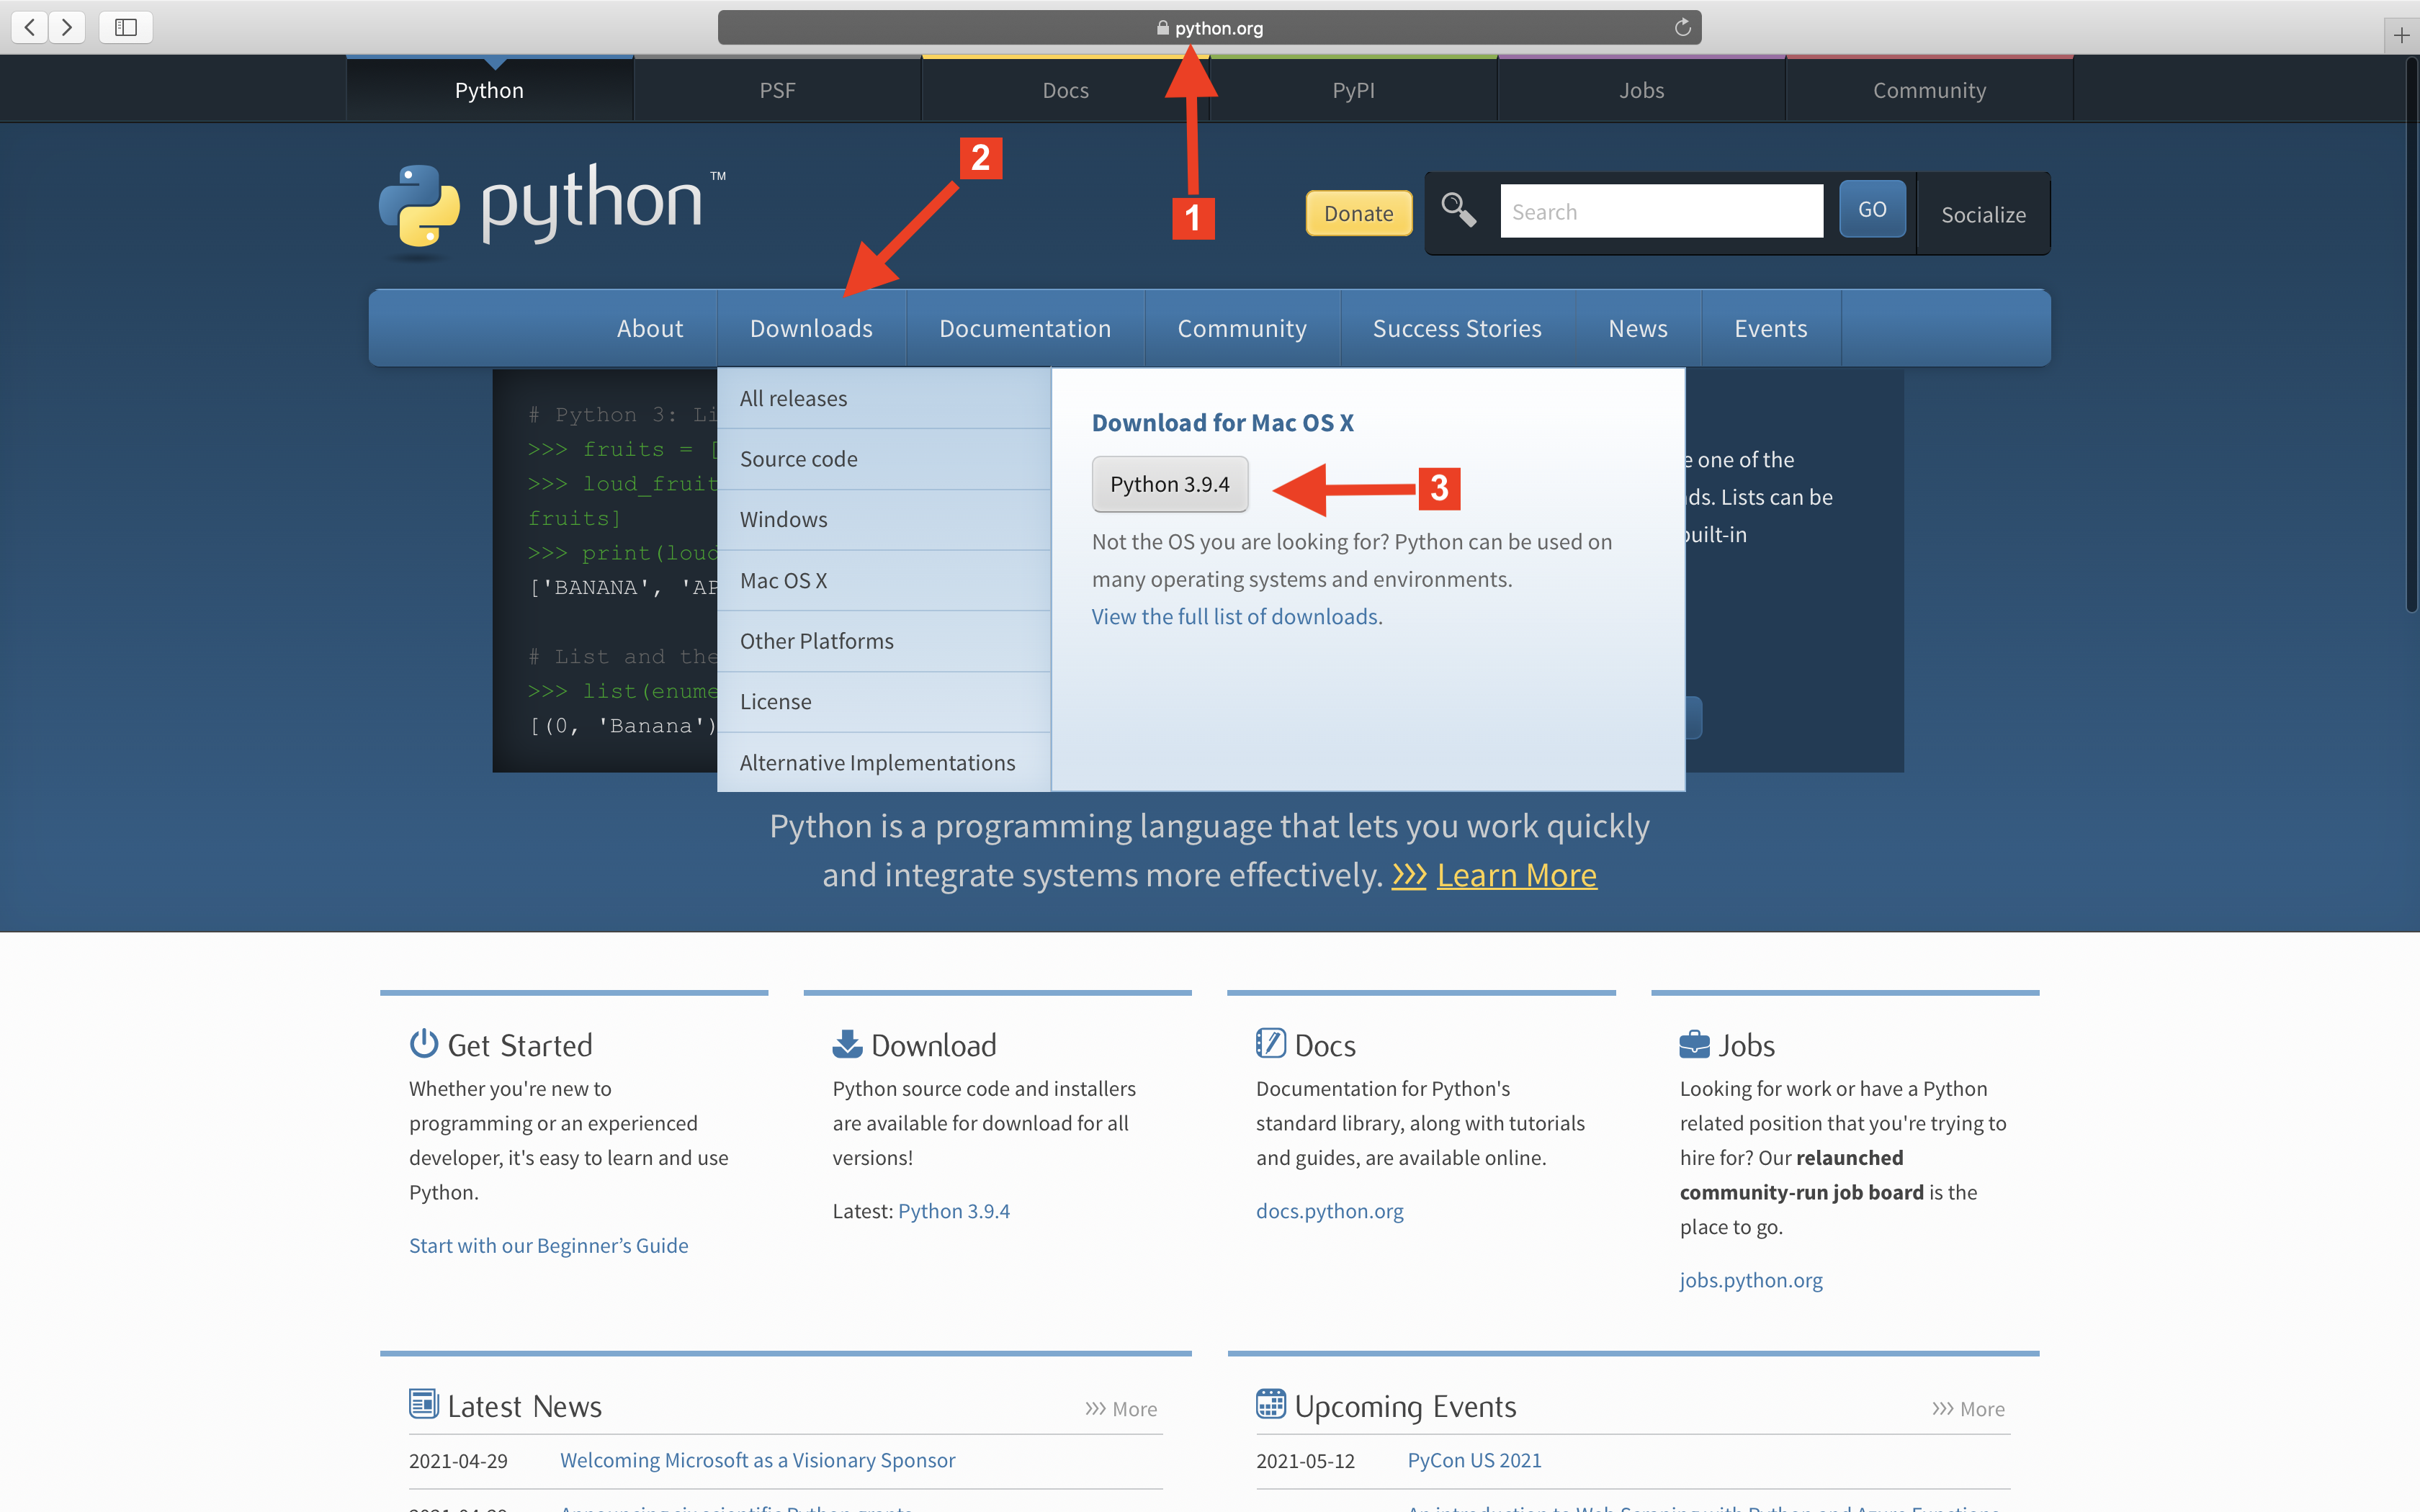 python.org
Python
PSF
Docs
PyPI
Jobs
Community
2
1
python™
Donate
Search
GO
Socialize
About
Downloads
Documentation
Community
Success Stories
News
Events
# Python 3: Li
>>> fruits = [
>>> loud_fruit
fruits]
>>> print(loud
['BANANA', 'AP
# List and the
>>> list(enume
[(0, 'Banana')
All releases
Source code
Windows
Mac OS X
Other Platforms
License
Alternative Implementations
Download for Mac OS X
Python 3.9.4
3
Not the OS you are looking for? Python can be used on
many operating systems and environments.
View the full list of downloads.
e one of the
ds. Lists can be
built-in
Python is a programming language that lets you work quickly
and integrate systems more effectively. >>> Learn More
Get Started
Whether you're new to
programming or an experienced
developer, it's easy to learn and use
Python.
Start with our Beginner’s Guide
Download
Python source code and installers
are available for download for all
versions!
Latest: Python 3.9.4
Docs
Documentation for Python's
standard library, along with tutorials
and guides, are available online.
docs.python.org
Jobs
Looking for work or have a Python
related position that you're trying to
hire for? Our relaunched
community-run job board is the
place to go.
jobs.python.org
Latest News
>>> More
2021-04-29 Welcoming Microsoft as a Visionary Sponsor
Upcoming Events
>>> More
2021-05-12 PyCon US 2021